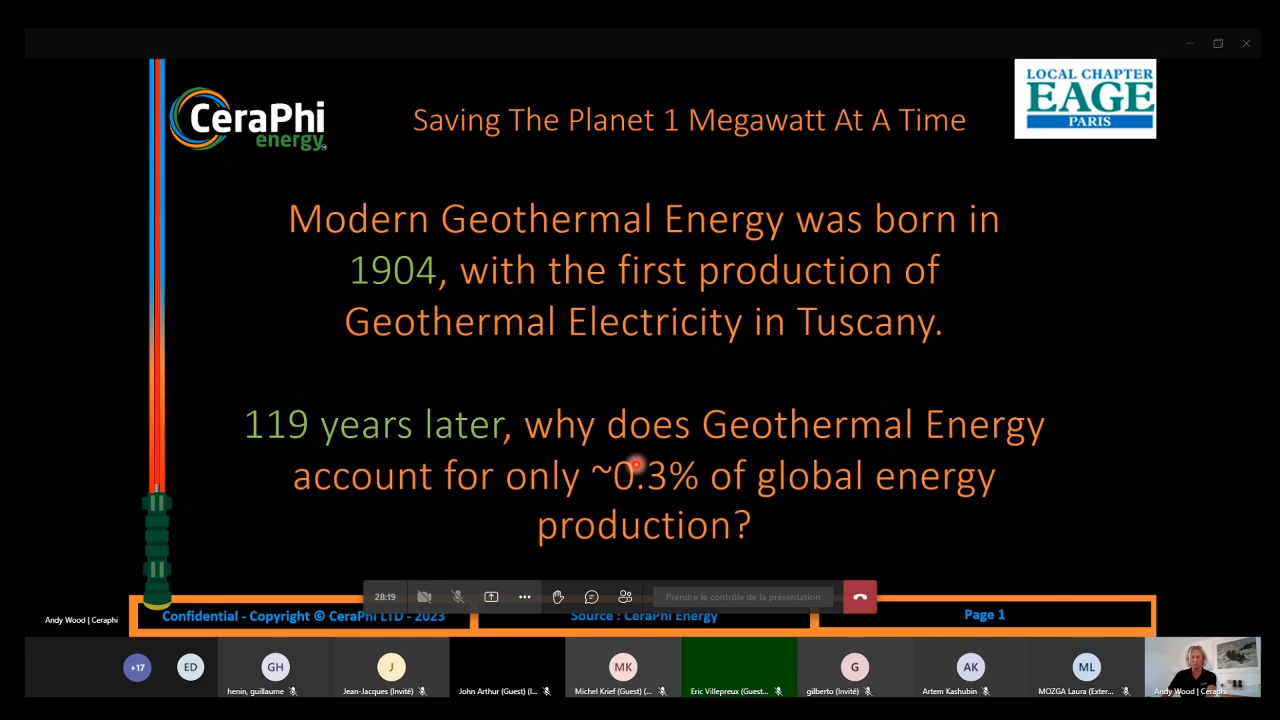 LOCAL CHAPTER
EAGE
PARIS
CeraPhi
energy
Saving The Planet 1 Megawatt At A Time
Modern Geothermal Energy was born in
1904, with the first production of
Geothermal Electricity in Tuscany.
119 years later, why does Geothermal Energy
account for only ~0.3% of global energy
production?
28:19
Prendre le contrôle de la présentation
Andy Wood | Ceraphi
Confidential - Copyright © CeraPhi LTD - 2023
Source : CeraPhi Energy
Page 1
+17
ED
GH
J
MK
G
AK
ML
henin, guillaume
Jean-Jacques (Invité)
John Arthur (Guest) (I...
Michel Krief (Guest) (...
Eric Villepreux (Guest...
gilberto (Invité)
Artem Kashubin
MOZGA Laura (Exter...
Andy Wood | Ceraphi